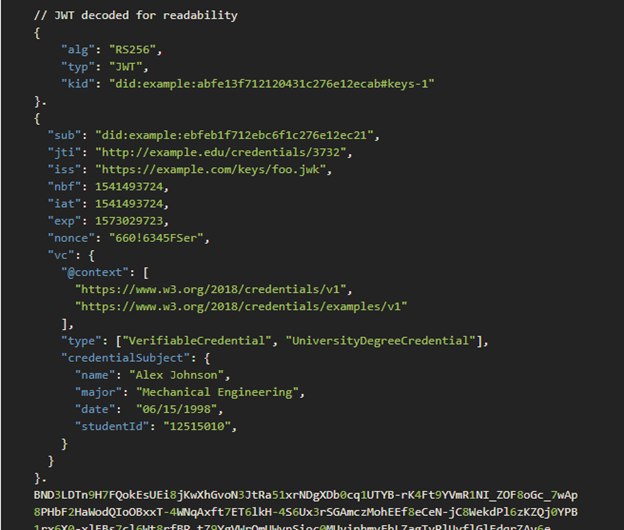 // JWT decoded for readability
{
"alg": "RS256",
"typ": "JWT",
"kid": "did:example:abfe13f712120431c276e12ecab#keys-1"
}.
{
"sub": "did:example:ebfeb1f712ebc6f1c276e12ec21",
"jti": "http://example.edu/credentials/3732",
"iss": "https://example.com/keys/foo.jwk",
"nbf": 1541493724,
"iat": 1541493724,
"exp": 1573029723,
"nonce": "660!6345FSer",
"vc": {
"@context": [
"https://www.w3.org/2018/credentials/v1",
"https://www.w3.org/2018/credentials/examples/v1"
],
"type": ["VerifiableCredential", "UniversityDegreeCredential"],
"credentialSubject": {
"name": "Alex Johnson",
"major": "Mechanical Engineering",
"date":  "06/15/1998",
"studentId": "12515010",
}
}
}.
BND3LDTn9H7FQokEsUEi8jKwXhGvoN3JtRa51xrNDgXDb0cq1UTYB-rK4Ft9YVmR1NI_ZOF8oGc_7wAp
8PHbF2HaWodQIoOBxxT-4WNqAxft7ET6lkH-4S6Ux3rSGAmczMohEEf8eCeN-jC8WekdPl6zKZQj0YPB